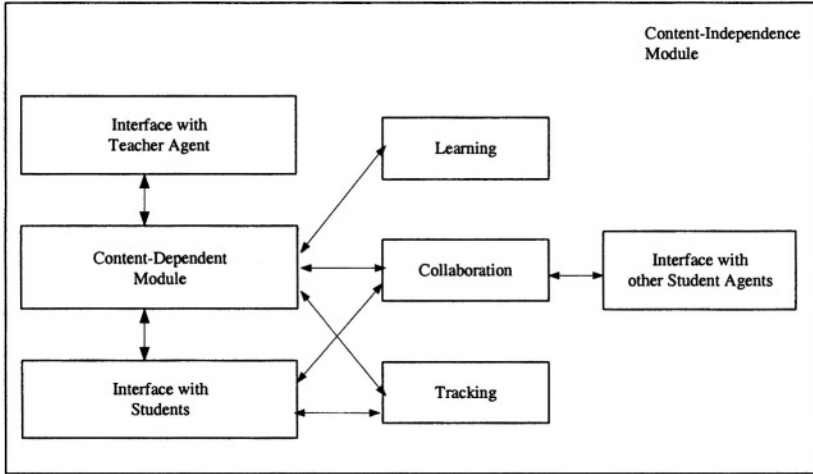 Content-Independence
Module
Interface with
Teacher Agent
Learning
Content-Dependent
Module
Collaboration
Interface with
other Student Agents
Interface with
Students
Tracking